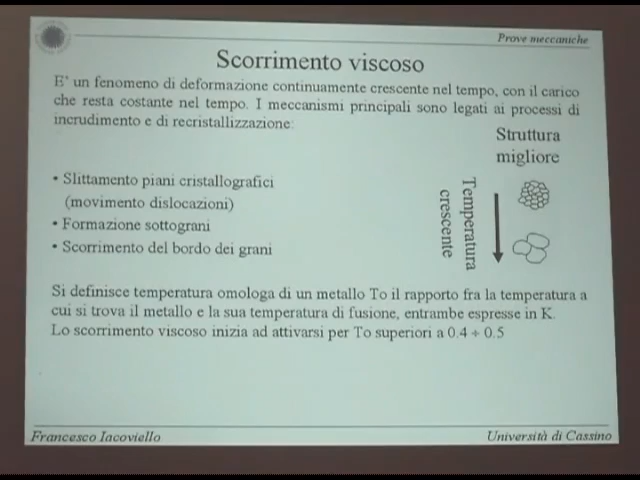 Prove meccaniche
Scorrimento viscoso
E' un fenomeno di deformazione continuamente crescente nel tempo, con il carico
che resta costante nel tempo. I meccanismi principali sono legati ai processi di
incrudimento e di recristallizzazione:
Struttura
migliore
• Slittamento piani cristallografici
(movimento dislocazioni)
• Formazione sottograni
• Scorrimento del bordo dei grani
Temperatura
crescente
Si definisce temperatura omologa di un metallo To il rapporto fra la temperatura a
cui si trova il metallo e la sua temperatura di fusione, entrambe espresse in K.
Lo scorrimento viscoso inizia ad attivarsi per To superiori a 0.4 ÷ 0.5
Francesco Iacoviello
Università di Cassino